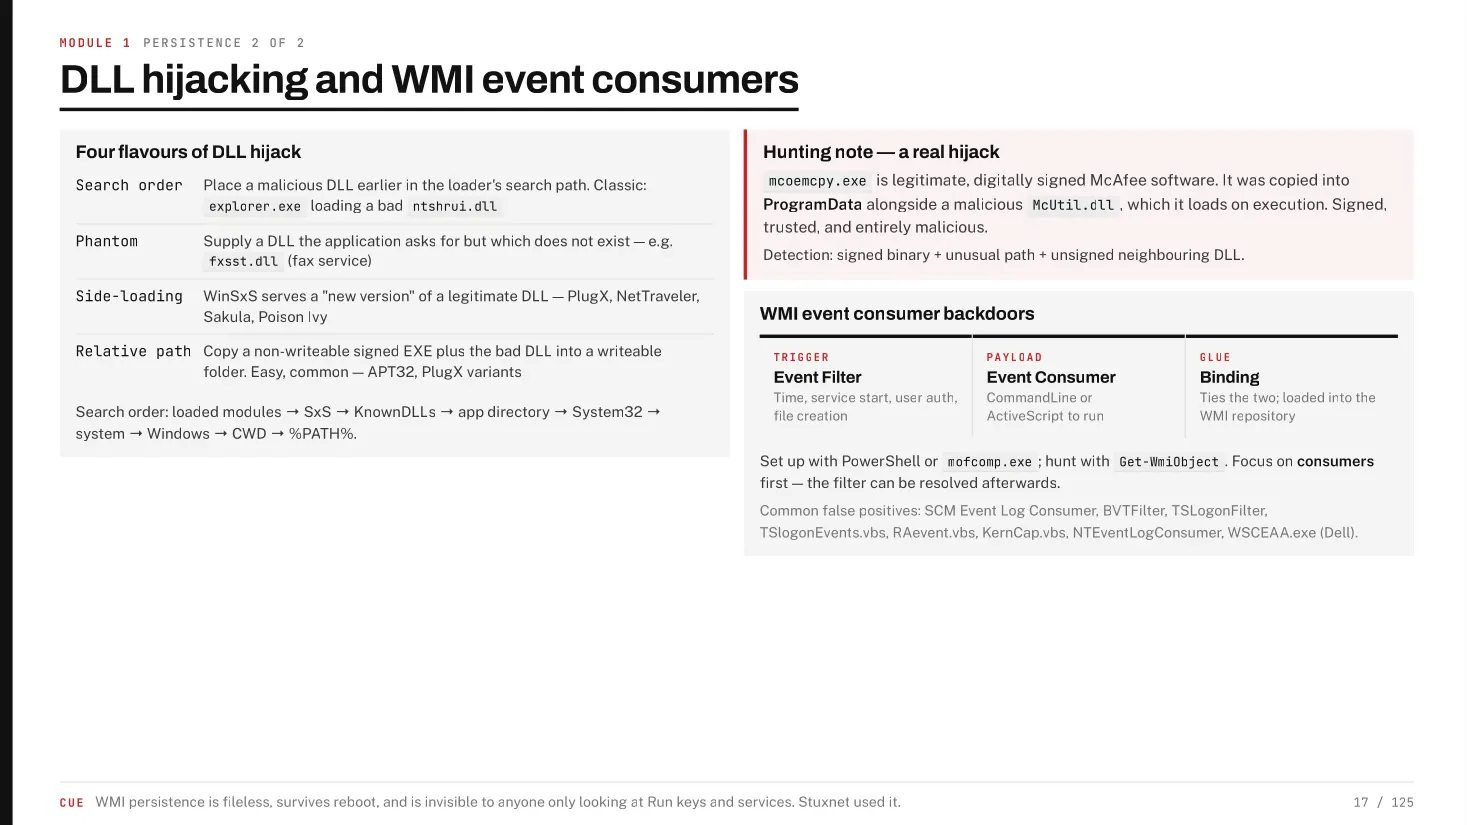 MODULE 1 PERSISTENCE 2 OF 2
DLL hijacking and WMI event consumers
Four flavours of DLL hijack
Search order Place a malicious DLL earlier in the loader's search path. Classic:
explorer.exe loading a bad ntshrui.dll
Phantom Supply a DLL the application asks for but which does not exist — e.g.
fxsst.dll (fax service)
Side-loading WinSxS serves a "new version" of a legitimate DLL — PlugX, NetTraveler,
Sakula, Poison Ivy
Relative path Copy a non-writeable signed EXE plus the bad DLL into a writeable
folder. Easy, common — APT32, PlugX variants
Search order: loaded modules → SxS → KnownDLLs → app directory → System32 →
system → Windows → CWD → %PATH%.
Hunting note — a real hijack
mcoemcpy.exe is legitimate, digitally signed McAfee software. It was copied into
ProgramData alongside a malicious McUtil.dll, which it loads on execution. Signed,
trusted, and entirely malicious.
Detection: signed binary + unusual path + unsigned neighbouring DLL.
WMI event consumer backdoors
TRIGGER
Event Filter
Time, service start, user auth,
file creation
PAYLOAD
Event Consumer
CommandLine or
ActiveScript to run
GLUE
Binding
Ties the two; loaded into the
WMI repository
Set up with PowerShell or mofcomp.exe; hunt with Get-WmiObject. Focus on consumers
first — the filter can be resolved afterwards.
Common false positives: SCM Event Log Consumer, BVTFilter, TSLogonFilter,
TSlogonEvents.vbs, RAevent.vbs, KernCap.vbs, NTEventLogConsumer, WSCEAA.exe (Dell).
CUE WMI persistence is fileless, survives reboot, and is invisible to anyone only looking at Run keys and services. Stuxnet used it.
17 / 125